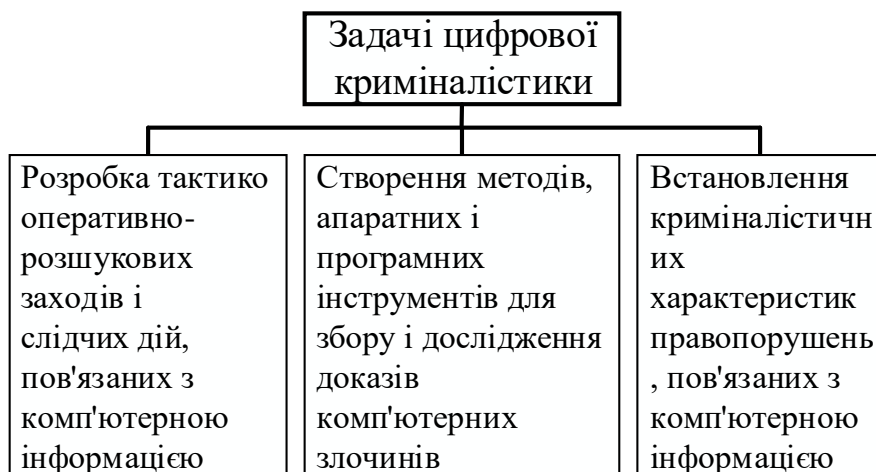 Задачі цифрової
криміналістики
Розробка тактико
оперативно-
розшукових
заходів і
слідчих дій,
пов'язаних з
комп'ютерною
інформацією
Створення методів,
апаратних і
програмних
інструментів для
збору і дослідження
доказів
комп'ютерних
злочинів
Встановлення
криміналістичн
их
характеристик
правопорушень
, пов'язаних з
комп'ютерною
інформацією